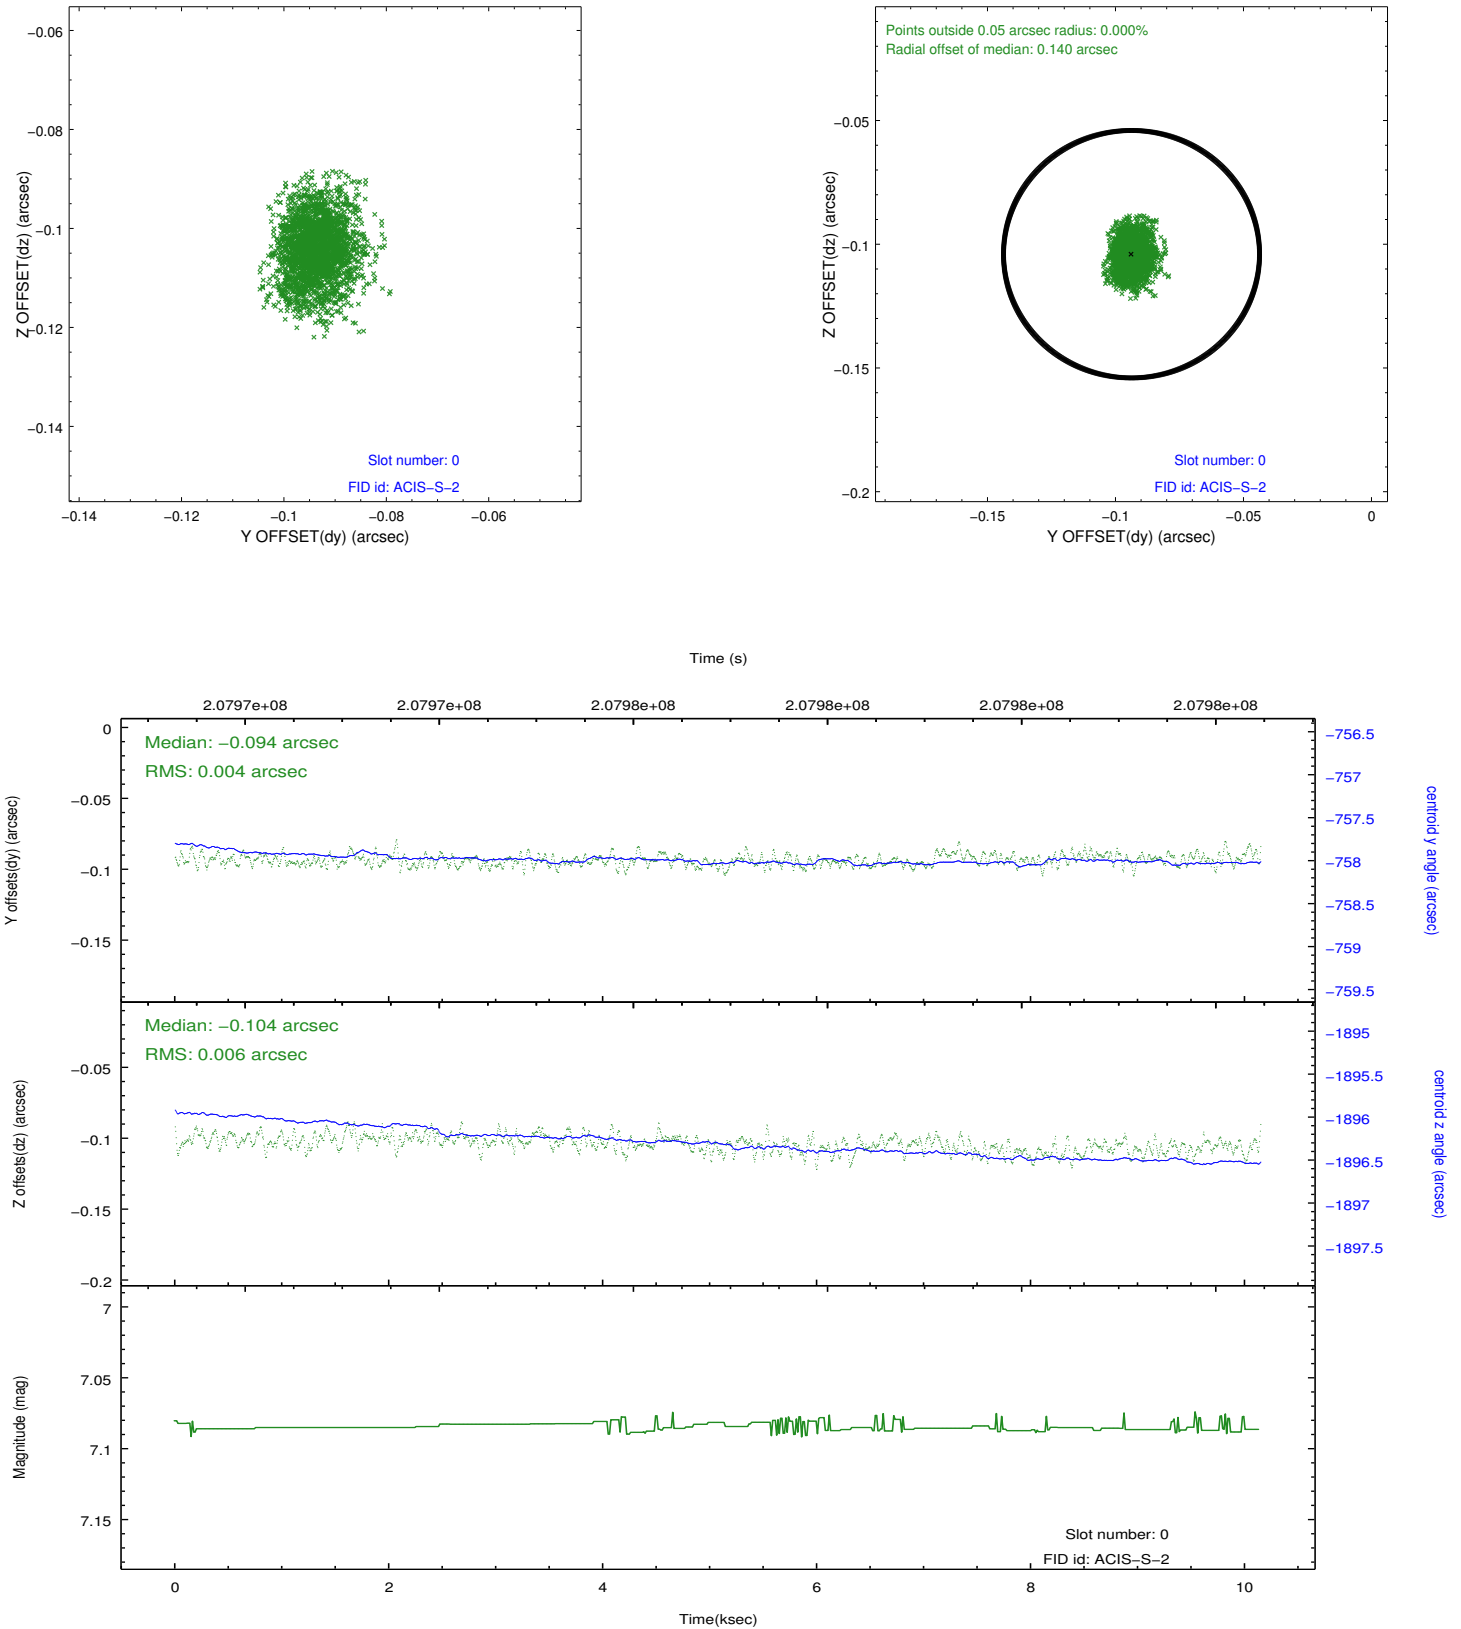 −0.06
−0.08
−0.1
−0.12
−0.14
Z OFFSET(dz) (arcsec)
Slot number: 0
FID id: ACIS−S−2
−0.14
−0.12
−0.1
−0.08
−0.06
Y OFFSET(dy) (arcsec)
Points outside 0.05 arcsec radius: 0.000%
Radial offset of median: 0.140 arcsec
−0.05
−0.1
−0.15
−0.2
Z OFFSET(dz) (arcsec)
Slot number: 0
FID id: ACIS−S−2
−0.15
−0.1
−0.05
0
Y OFFSET(dy) (arcsec)
Time (s)
2.0797e+08
2.0797e+08
2.0798e+08
2.0798e+08
2.0798e+08
2.0798e+08
Median: −0.094 arcsec
RMS: 0.004 arcsec
0
−0.05
−0.1
−0.15
Y offsets(dy) (arcsec)
−756.5
−757
−757.5
−758
−758.5
−759
−759.5
centroid y angle (arcsec)
Median: −0.104 arcsec
RMS: 0.006 arcsec
−0.05
−0.1
−0.15
−0.2
Z offsets(dz) (arcsec)
−1895
−1895.5
−1896
−1896.5
−1897
−1897.5
centroid z angle (arcsec)
7
7.05
7.1
7.15
Magnitude (mag)
Slot number: 0
FID id: ACIS−S−2
0
2
4
6
8
10
Time(ksec)